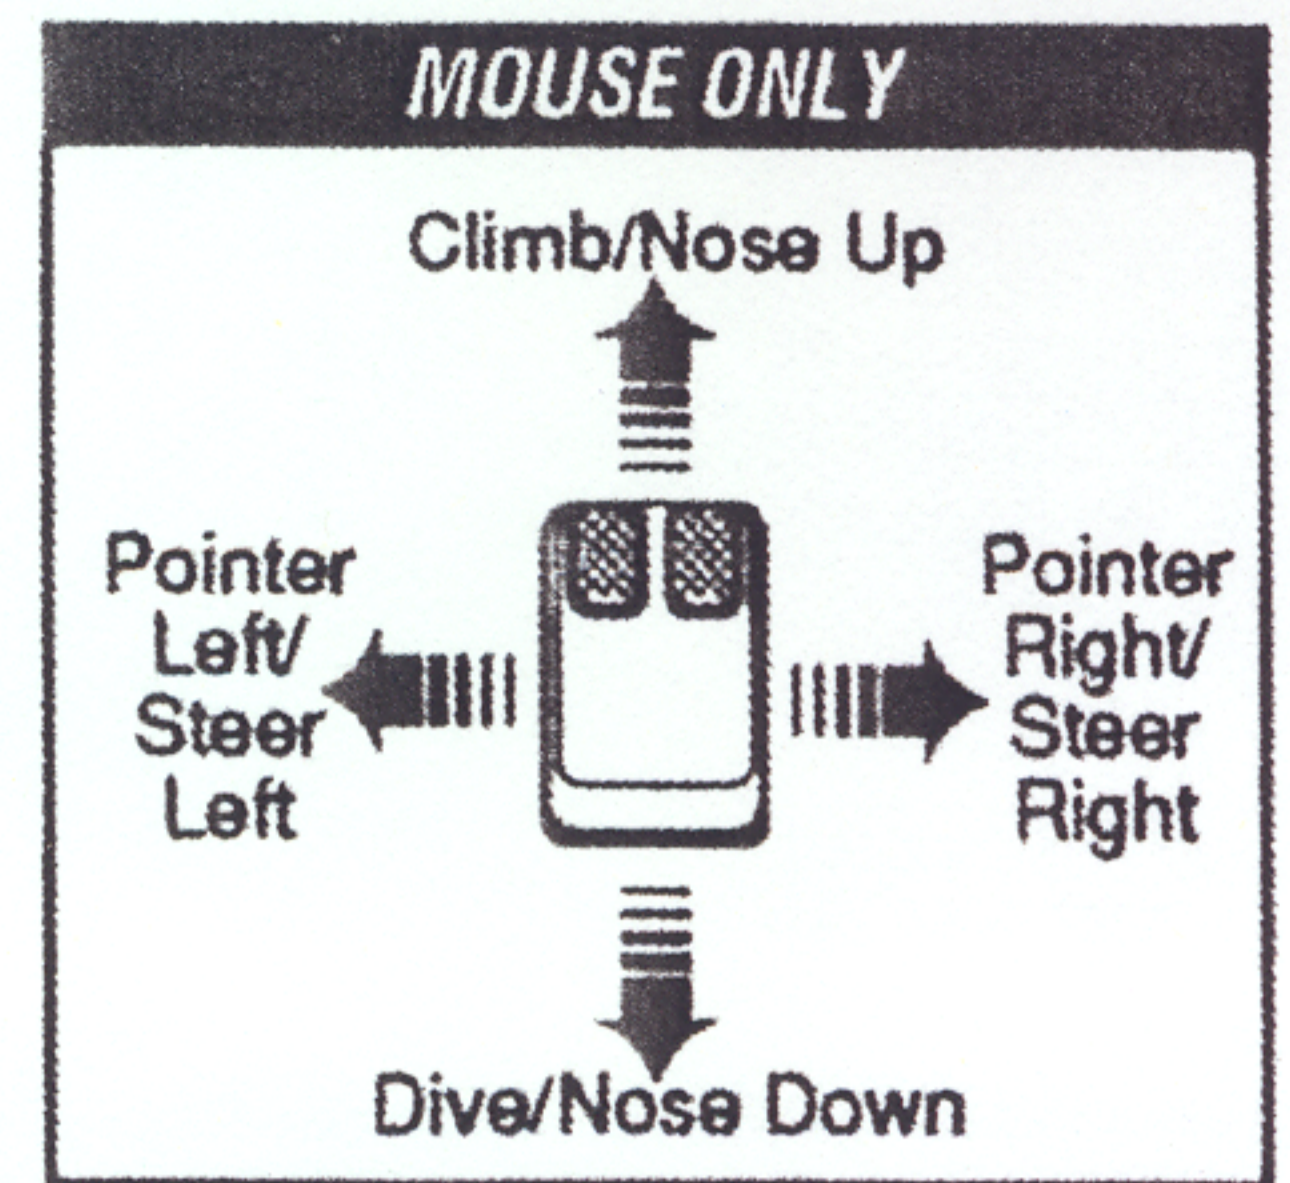 MOUSE ONLY
Climb/Nose Up
Pointer
Left/
Steer
Left
Pointer
Right/
Steer
Right
Dive/Nose Down